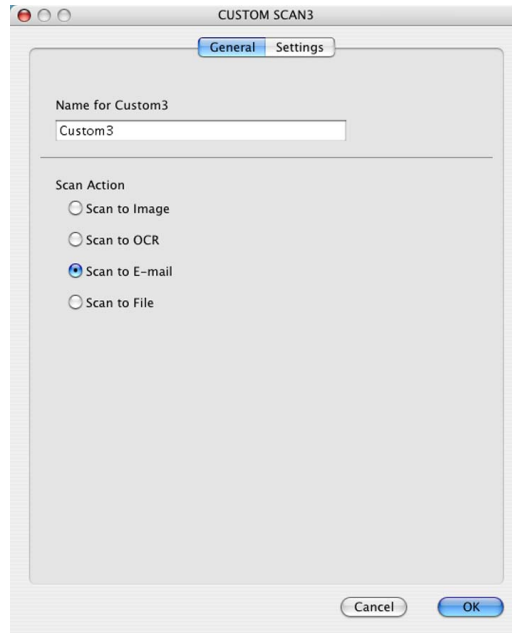 CUSTOM SCAN3
General Settings
Name for Custom3
Custom3
Scan Action
Scan to Image
Scan to OCR
Scan to E-mail
Scan to File
Cancel OK